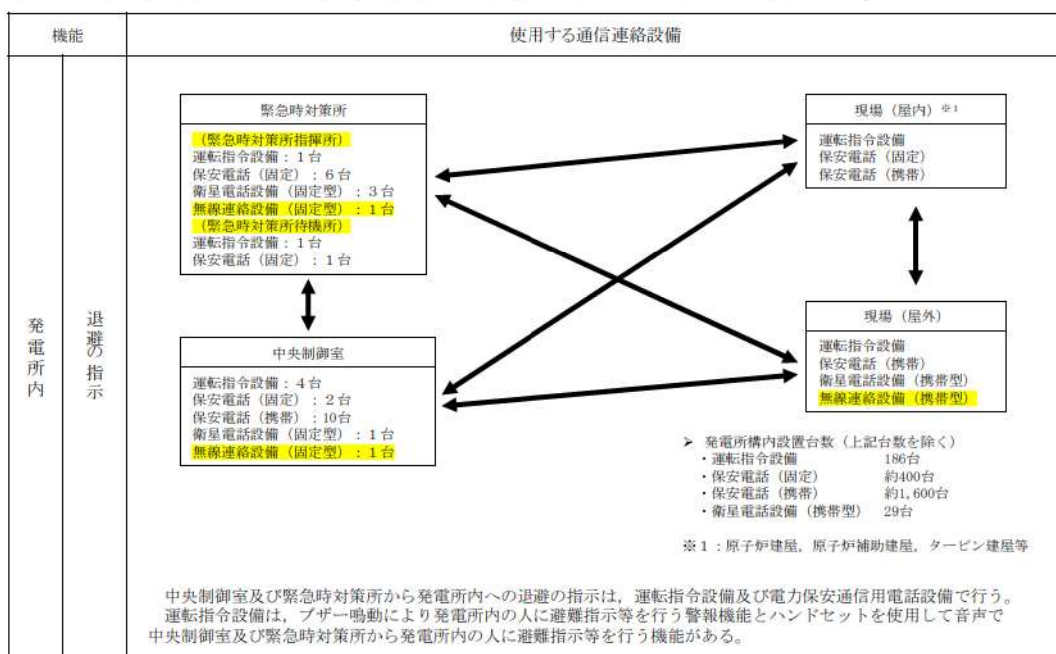 機能
使用する通信連絡設備
発電所内
退避の指示
緊急時対策所
(緊急時対策所指揮所)
運転指令設備:1台
保安電話(固定):6台
衛星電話設備(固定型):3台
無線連絡設備(固定型):1台
(緊急時対策所待機所)
運転指令設備:1台
保安電話(固定):1台
中央制御室
運転指令設備:4台
保安電話(固定):2台
保安電話(携帯):10台
衛星電話設備(固定型):1台
無線連絡設備(固定型):1台
現場(屋内)※1
運転指令設備
保安電話(固定)
保安電話(携帯)
現場(屋外)
運転指令設備
保安電話(携帯)
衛星電話設備(携帯型)
無線連絡設備(携帯型)
➢ 発電所構内設置台数(上記台数を除く)
・運転指令設備 186台
・保安電話(固定) 約400台
・保安電話(携帯) 約1,600台
・衛星電話設備(携帯型) 29台
※1:原子炉建屋,原子炉補助建屋,タービン建屋等
中央制御室及び緊急時対策所から発電所内への退避の指示は,運転指令設備及び電力保安通信用電話設備で行う。
運転指令設備は,ブザー鳴動により発電所内の人に避難指示等を行う警報機能とハンドセットを使用して音声で
中央制御室及び緊急時対策所から発電所内の人に避難指示等を行う機能がある。